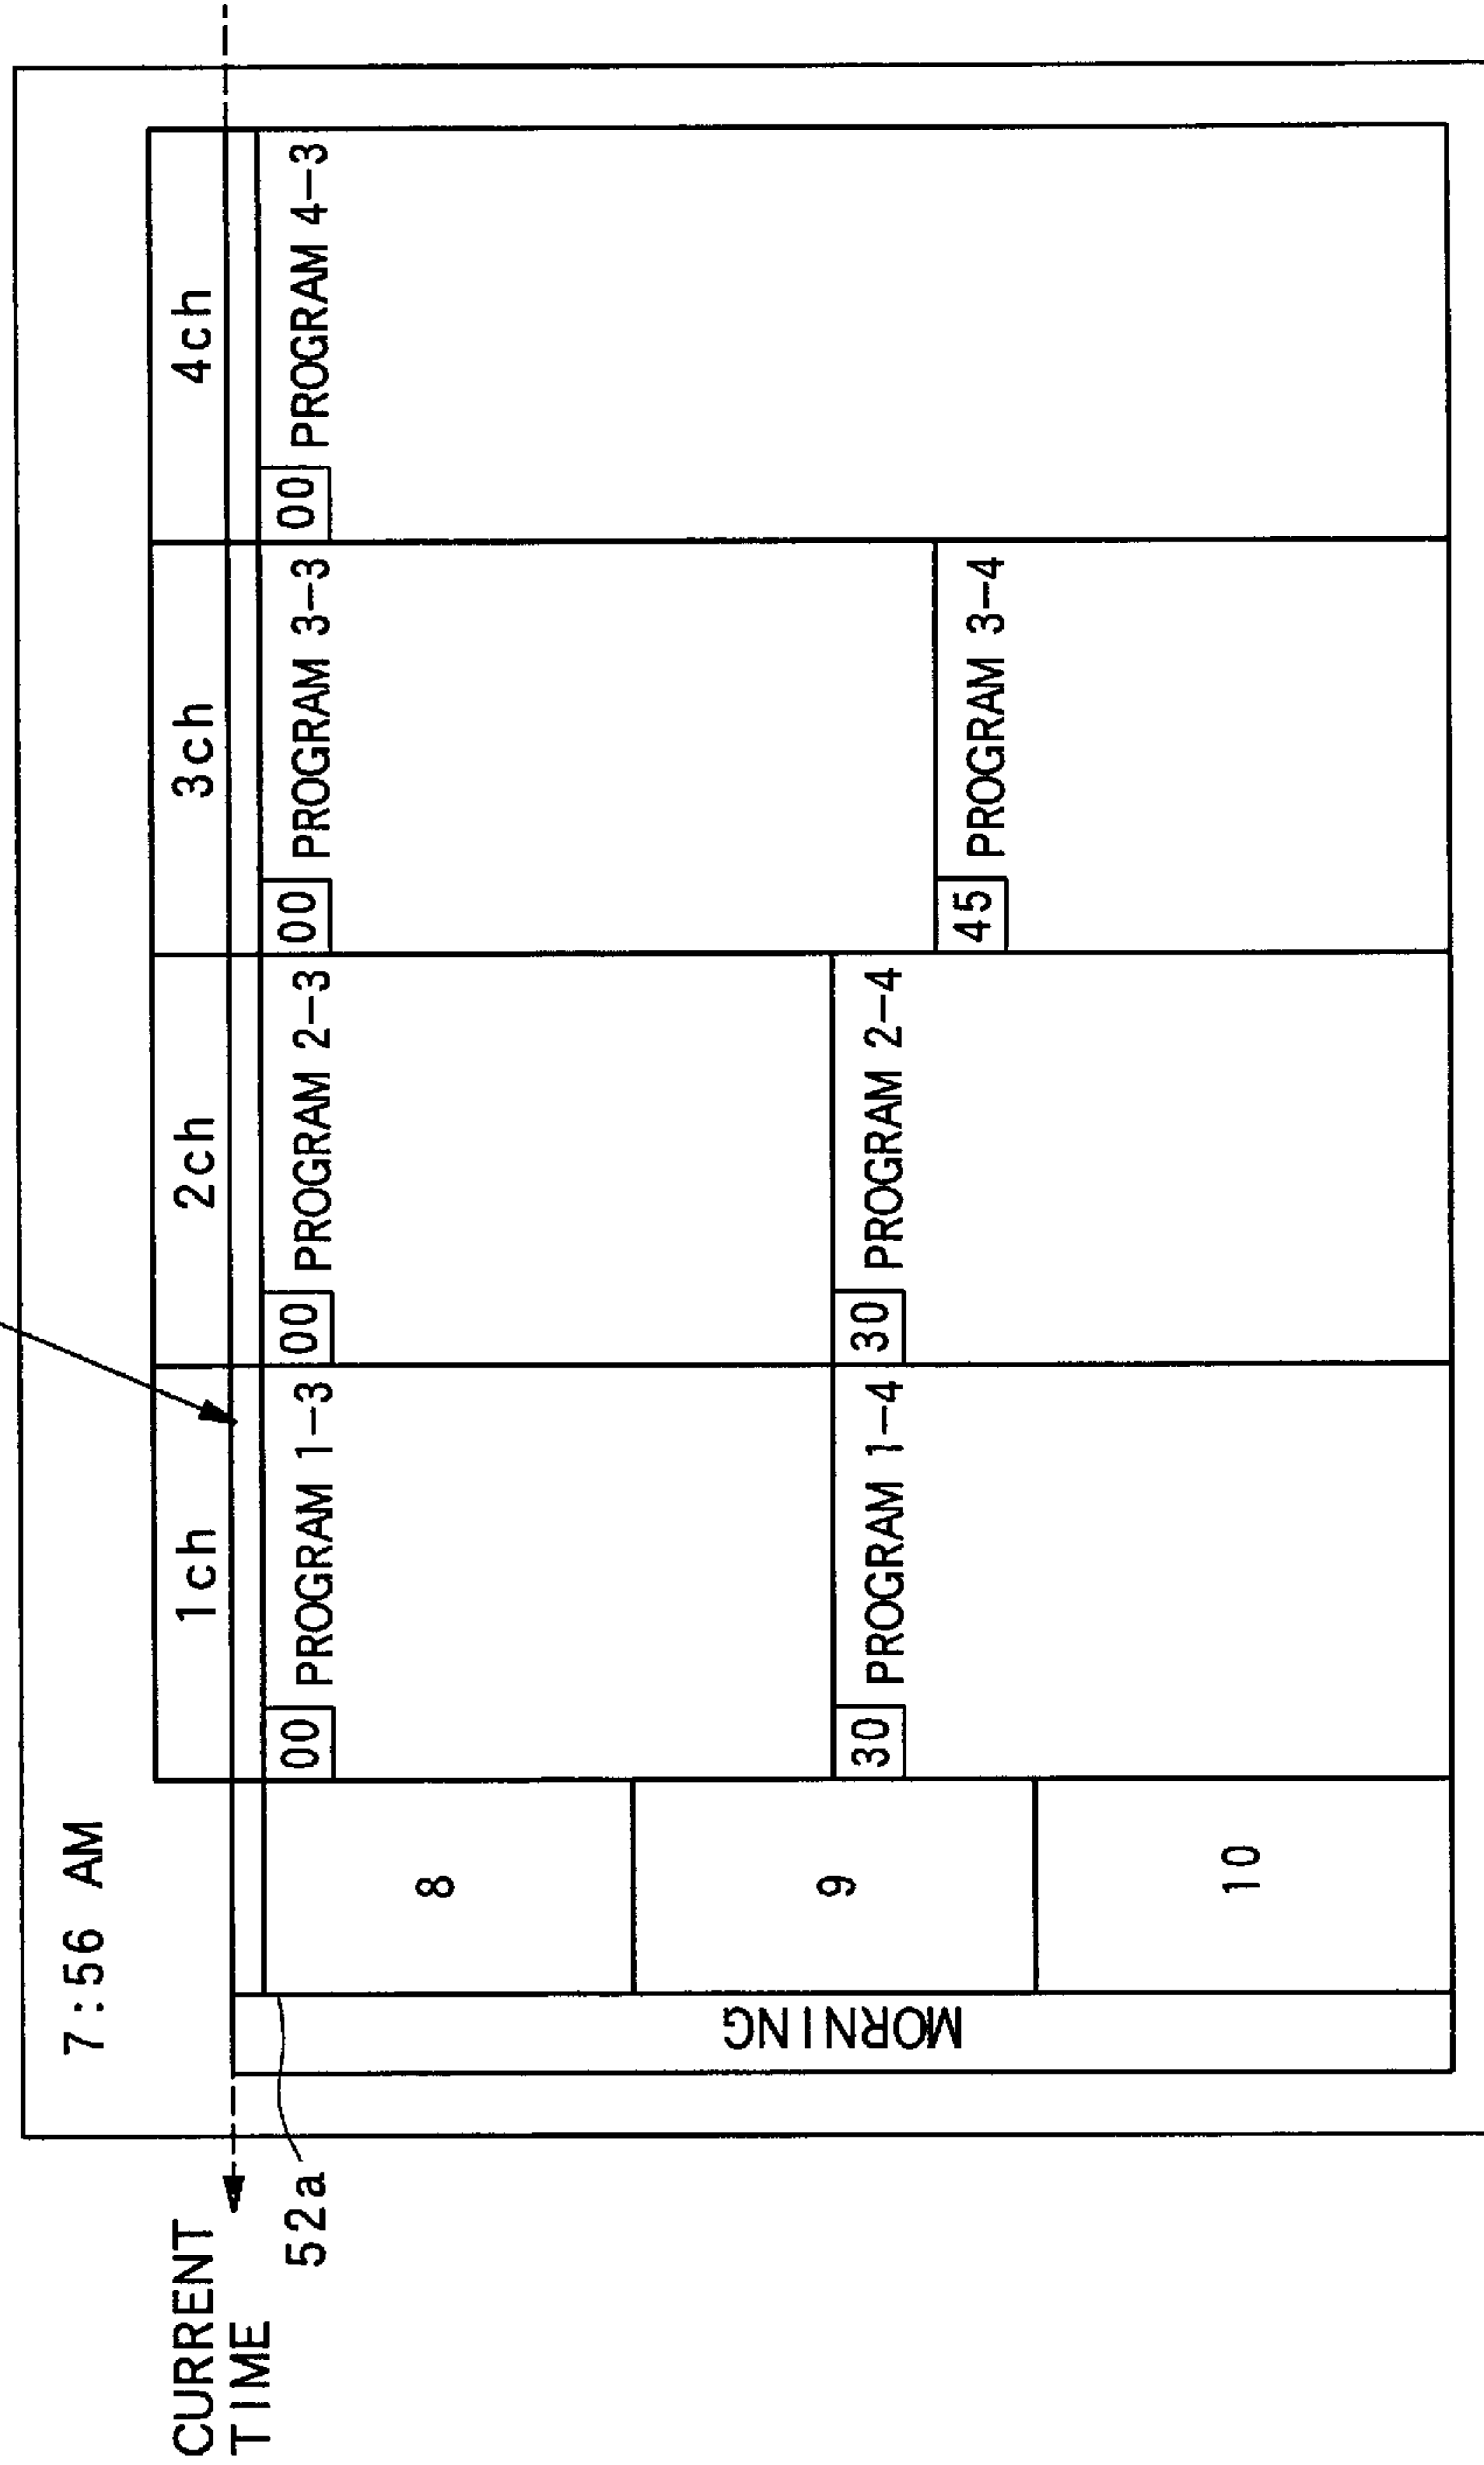 7:56 AM
CURRENT
TIME
52a
1ch
2ch
3ch
4ch
00 PROGRAM 1-3
00 PROGRAM 2-3
00 PROGRAM 3-3
00 PROGRAM 4-3
8
30 PROGRAM 1-4
30 PROGRAM 2-4
45 PROGRAM 3-4
9
10
MORNING